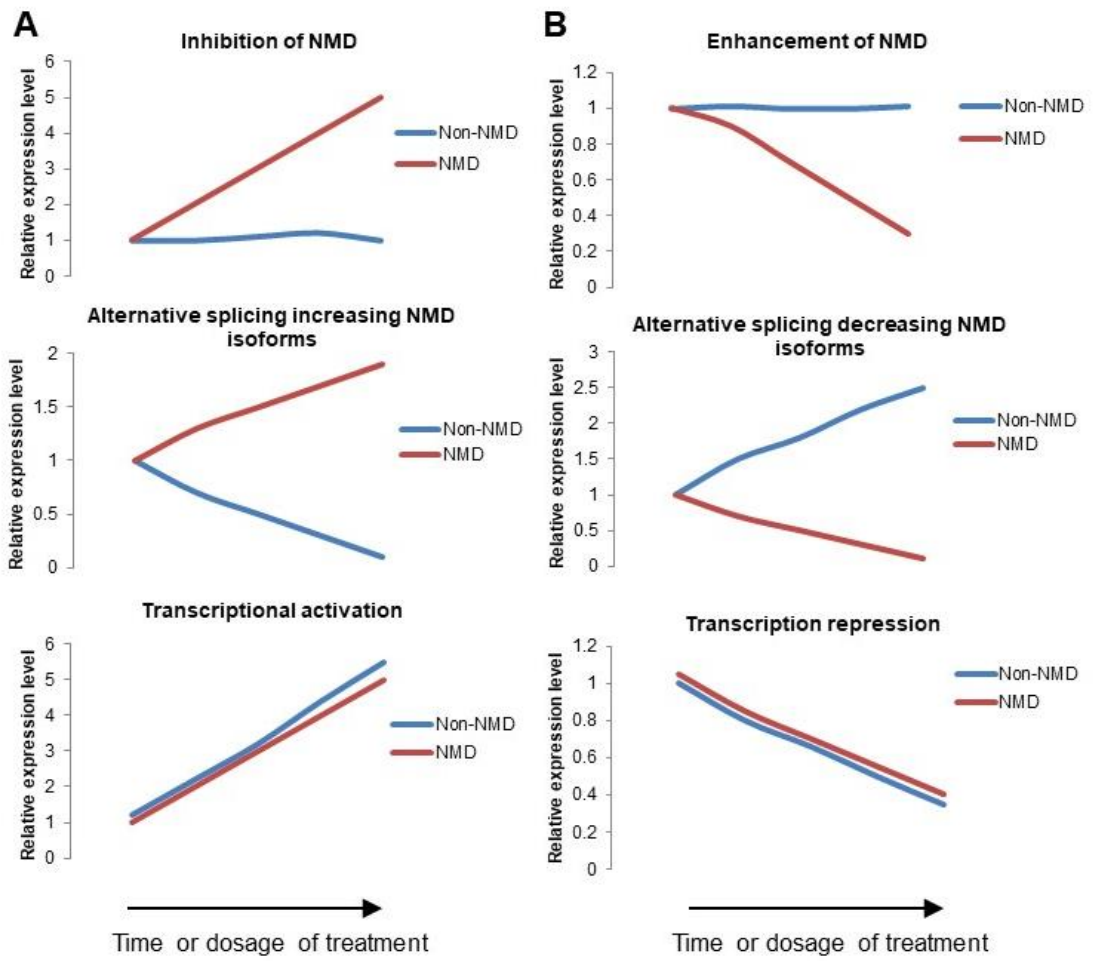 A
Inhibition of NMD
Relative expression level
6
5
4
3
2
1
0
Non-NMD
NMD
Alternative splicing increasing NMD
isoforms
Relative expression level
2
1.5
1
0.5
0
Non-NMD
NMD
Transcriptional activation
Relative expression level
6
5
4
3
2
1
0
Non-NMD
NMD
Time or dosage of treatment
B
Enhancement of NMD
Relative expression level
1.2
1
0.8
0.6
0.4
0.2
0
Non-NMD
NMD
Alternative splicing decreasing NMD
isoforms
Relative expression level
3
2.5
2
1.5
1
0.5
0
Non-NMD
NMD
Transcription repression
Relative expression level
1.2
1
0.8
0.6
0.4
0.2
0
Non-NMD
NMD
Time or dosage of treatment